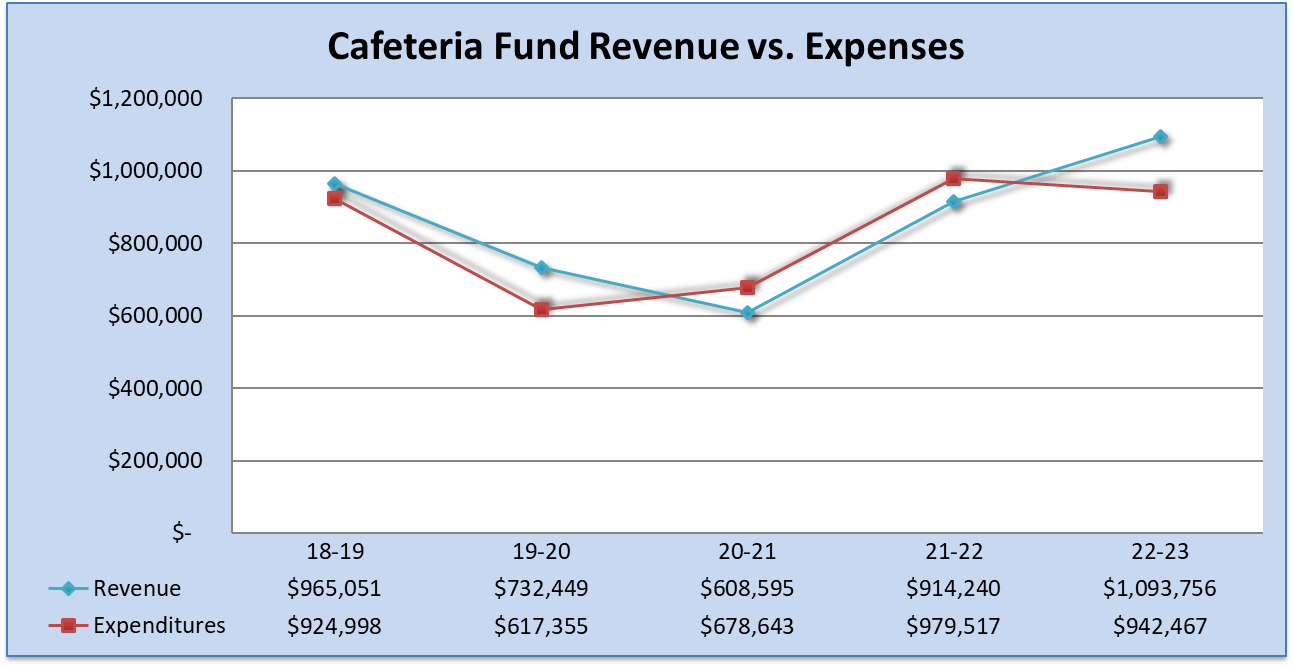 Cafeteria Fund Revenue vs. Expenses
$1,200,000
$1,000,000
$800,000
$600,000
$400,000
$200,000
$-
18-19 19-20 20-21 21-22 22-23
Revenue $965,051 $732,449 $608,595 $914,240 $1,093,756
Expenditures $924,998 $617,355 $678,643 $979,517 $942,467